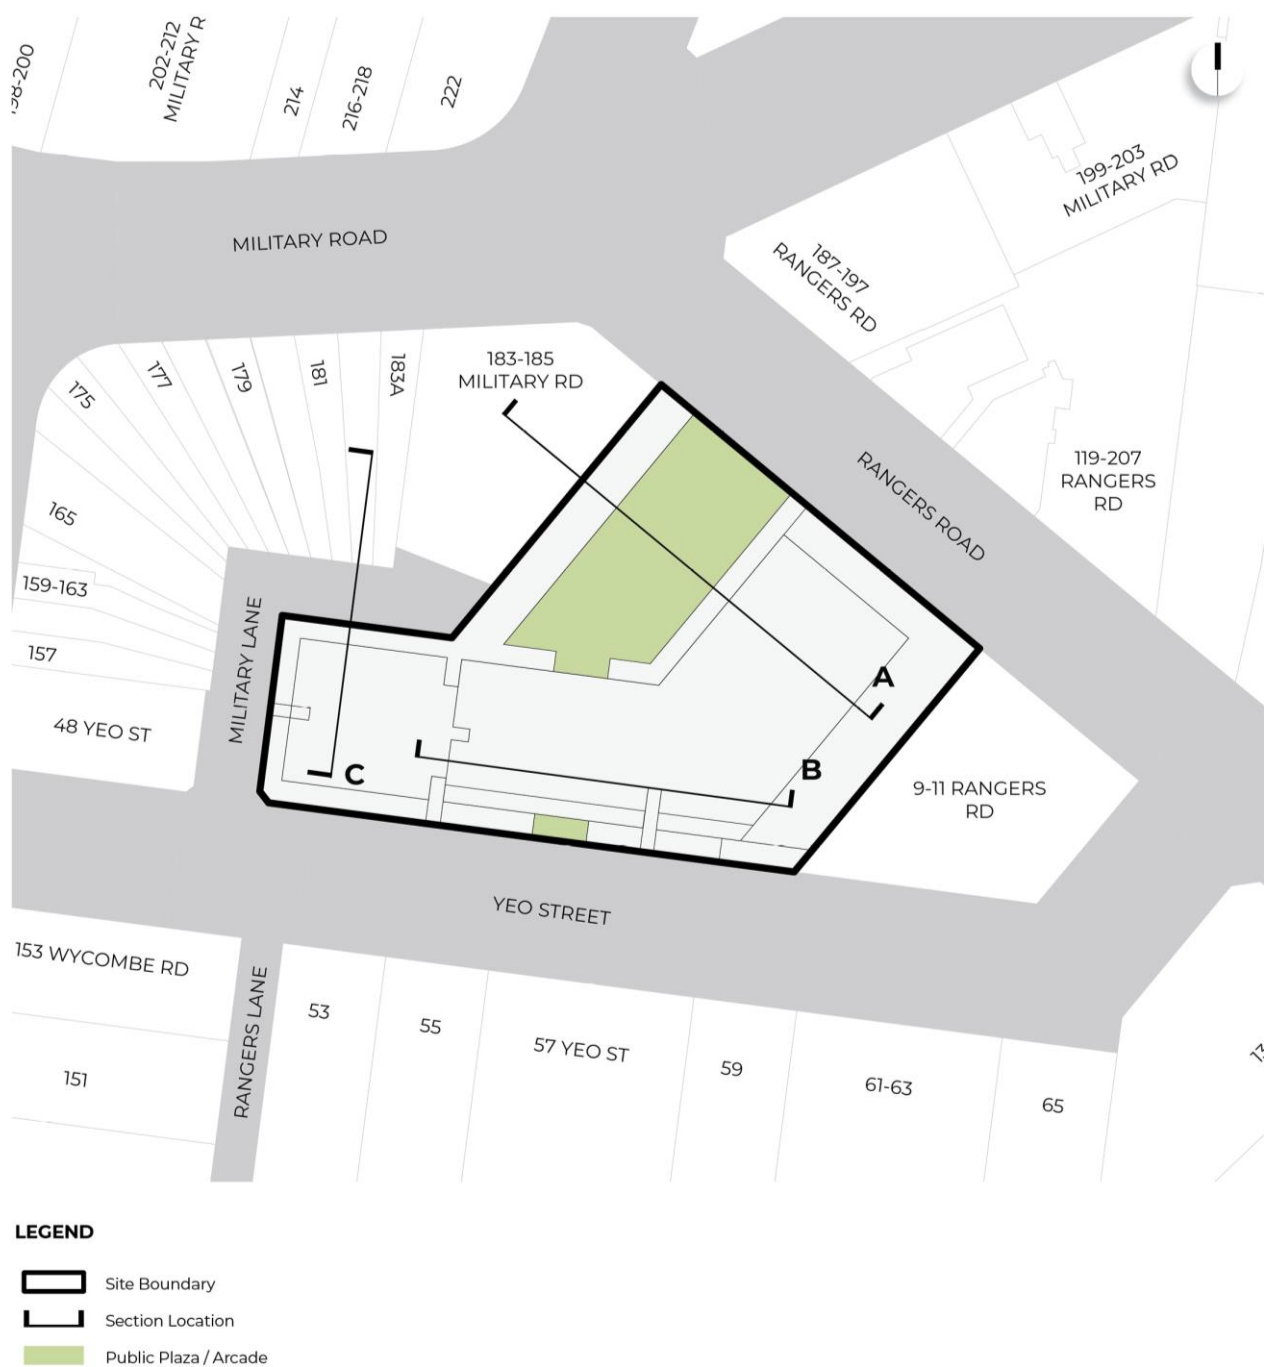 202-212
MILITARY R
214
216-218
222
199-203
MILITARY RD
MILITARY ROAD
187-197
RANGERS RD
183-185
MILITARY RD
175
177
179
181
183A
RANGERS ROAD
119-207
RANGERS
RD
165
159-163
157
48 YEO ST
MILITARY LANE
A
B
C
9-11 RANGERS
RD
YEO STREET
153 WYCOMBE RD
151
RANGERS LANE
53
55
57 YEO ST
59
61-63
65
LEGEND
Site Boundary
Section Location
Public Plaza / Arcade